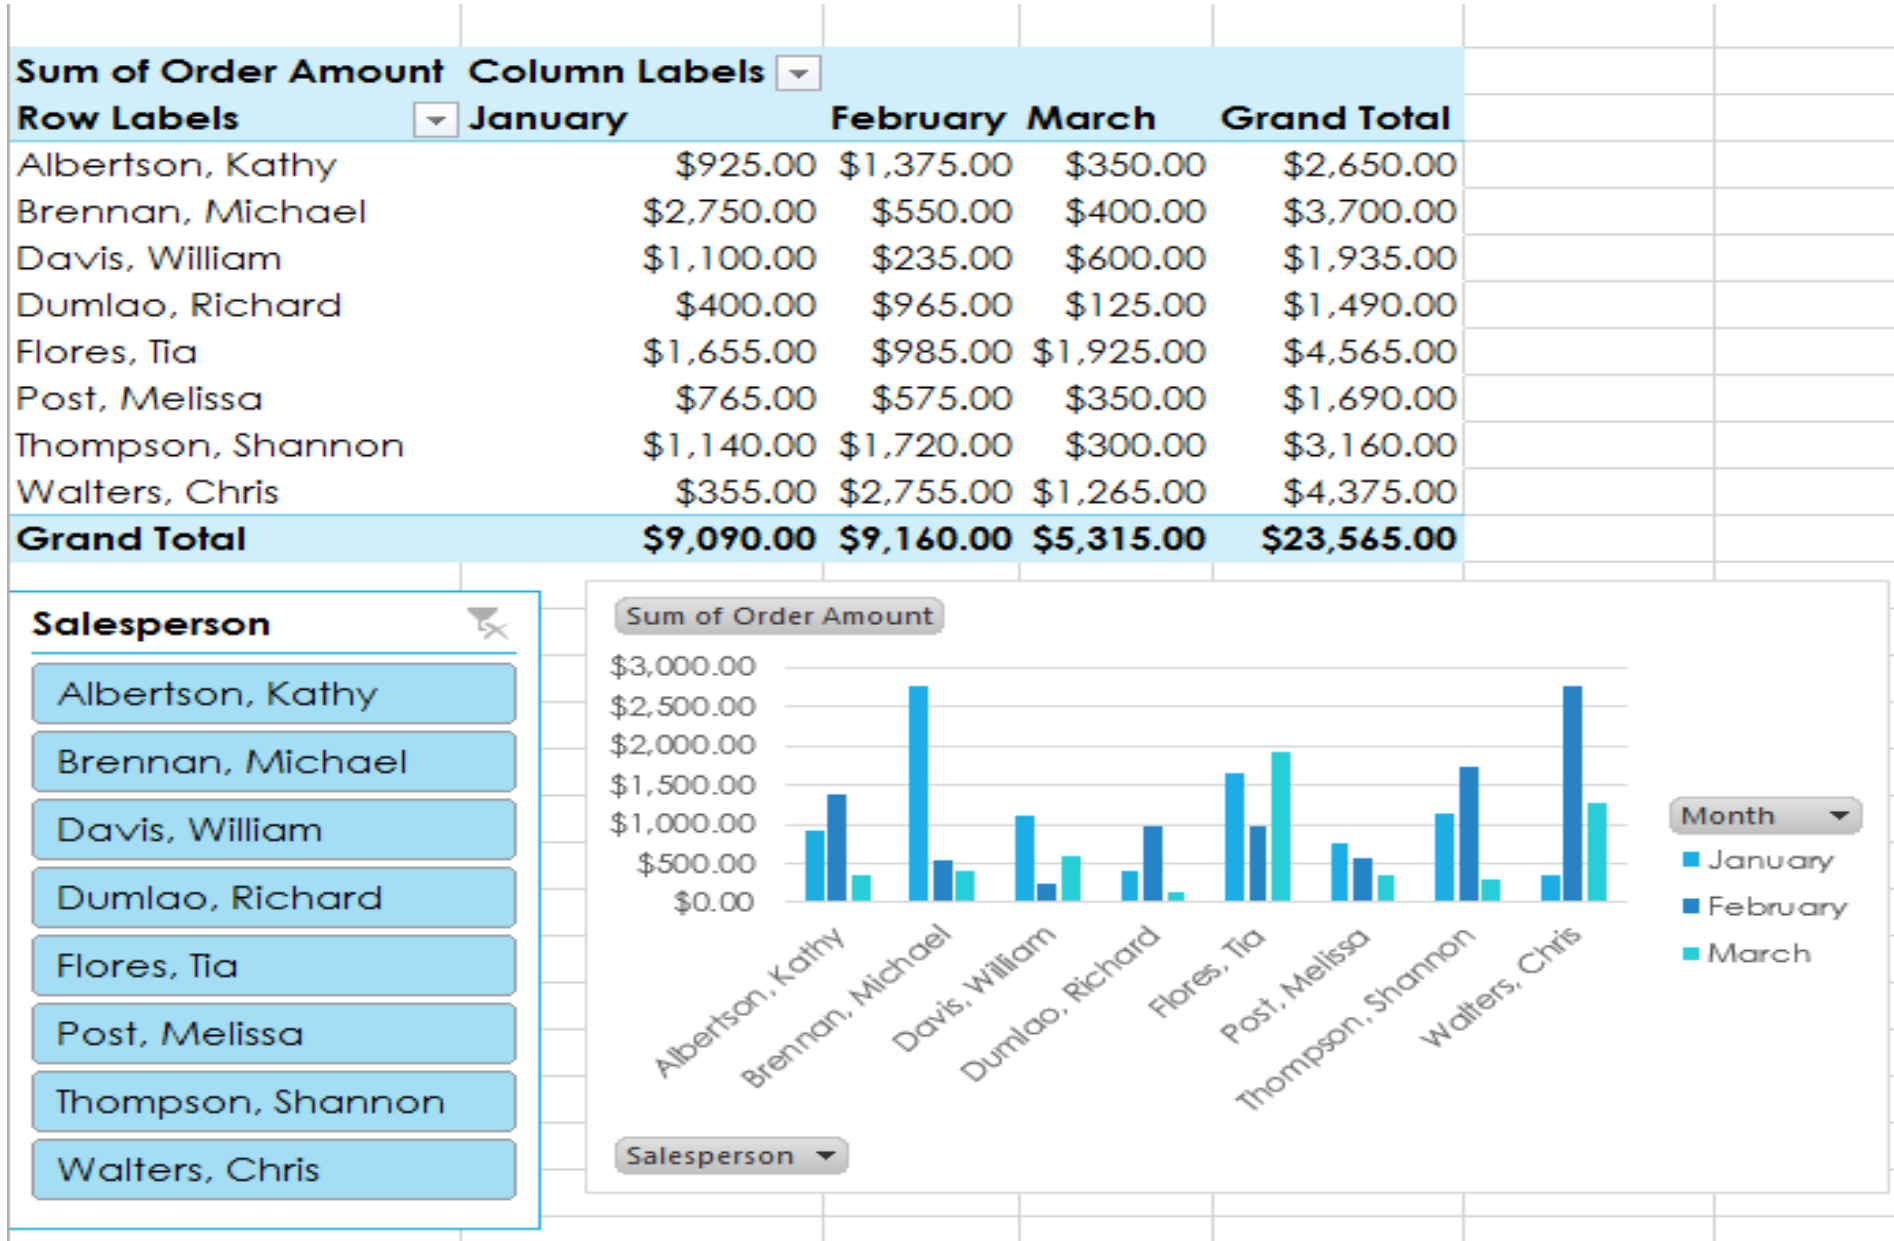 Sum of Order Amount Column Labels
Row Labels January February March Grand Total
Albertson, Kathy $925.00 $1,375.00 $350.00 $2,650.00
Brennan, Michael $2,750.00 $550.00 $400.00 $3,700.00
Davis, William $1,100.00 $235.00 $600.00 $1,935.00
Dumlao, Richard $400.00 $965.00 $125.00 $1,490.00
Flores, Tia $1,655.00 $985.00 $1,925.00 $4,565.00
Post, Melissa $765.00 $575.00 $350.00 $1,690.00
Thompson, Shannon $1,140.00 $1,720.00 $300.00 $3,160.00
Walters, Chris $355.00 $2,755.00 $1,265.00 $4,375.00
Grand Total $9,090.00 $9,160.00 $5,315.00 $23,565.00
Salesperson
Albertson, Kathy
Brennan, Michael
Davis, William
Dumlao, Richard
Flores, Tia
Post, Melissa
Thompson, Shannon
Walters, Chris
Sum of Order Amount
$3,000.00
$2,500.00
$2,000.00
$1,500.00
$1,000.00
$500.00
$0.00
Albertson, Kathy
Brennan, Michael
Davis, William
Dumlao, Richard
Flores, Tia
Post, Melissa
Thompson, Shannon
Walters, Chris
Month
January
February
March
Salesperson